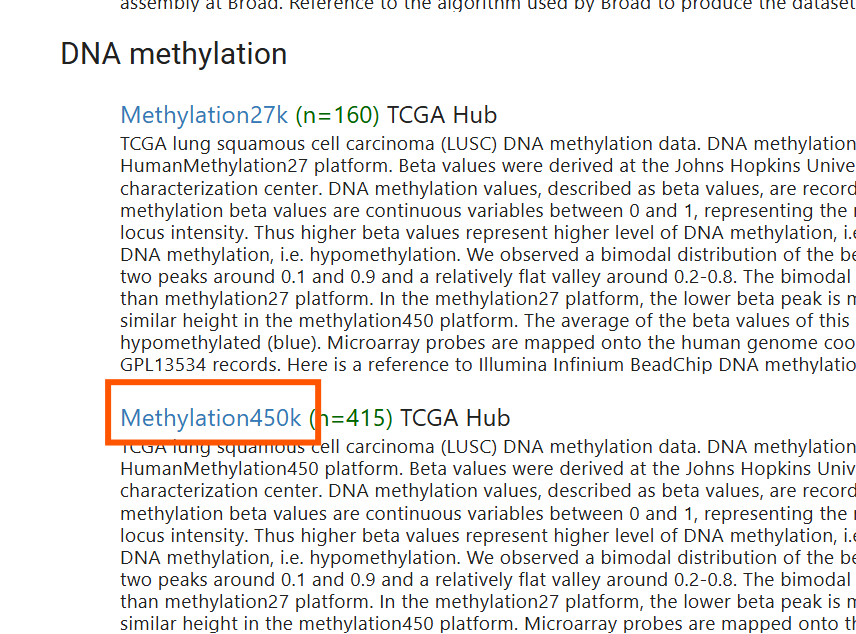 assembly at Broad. Reference to the algorithm used by Broad to produce the dataset
DNA methylation
Methylation27k (n=160) TCGA Hub
TCGA lung squamous cell carcinoma (LUSC) DNA methylation data. DNA methylation
HumanMethylation27 platform. Beta values were derived at the Johns Hopkins Unive
characterization center. DNA methylation values, described as beta values, are record
methylation beta values are continuous variables between 0 and 1, representing the
locus intensity. Thus higher beta values represent higher level of DNA methylation, i.e
DNA methylation, i.e. hypomethylation. We observed a bimodal distribution of the be
two peaks around 0.1 and 0.9 and a relatively flat valley around 0.2-0.8. The bimodal
than methylation27 platform. In the methylation27 platform, the lower beta peak is m
similar height in the methylation450 platform. The average of the beta values of this
hypomethylated (blue). Microarray probes are mapped onto the human genome coo
GPL13534 records. Here is a reference to Illumina Infinium BeadChip DNA methylatio
Methylation450k (n=415) TCGA Hub
TCGA lung squamous cell carcinoma (LUSC) DNA methylation data. DNA methylation
HumanMethylation450 platform. Beta values were derived at the Johns Hopkins Univ
characterization center. DNA methylation values, described as beta values, are record
methylation beta values are continuous variables between 0 and 1, representing the
locus intensity. Thus higher beta values represent higher level of DNA methylation, i.e
DNA methylation, i.e. hypomethylation. We observed a bimodal distribution of the be
two peaks around 0.1 and 0.9 and a relatively flat valley around 0.2-0.8. The bimodal
than methylation27 platform. In the methylation27 platform, the lower beta peak is m
similar height in the methylation450 platform. Microarray probes are mapped onto th